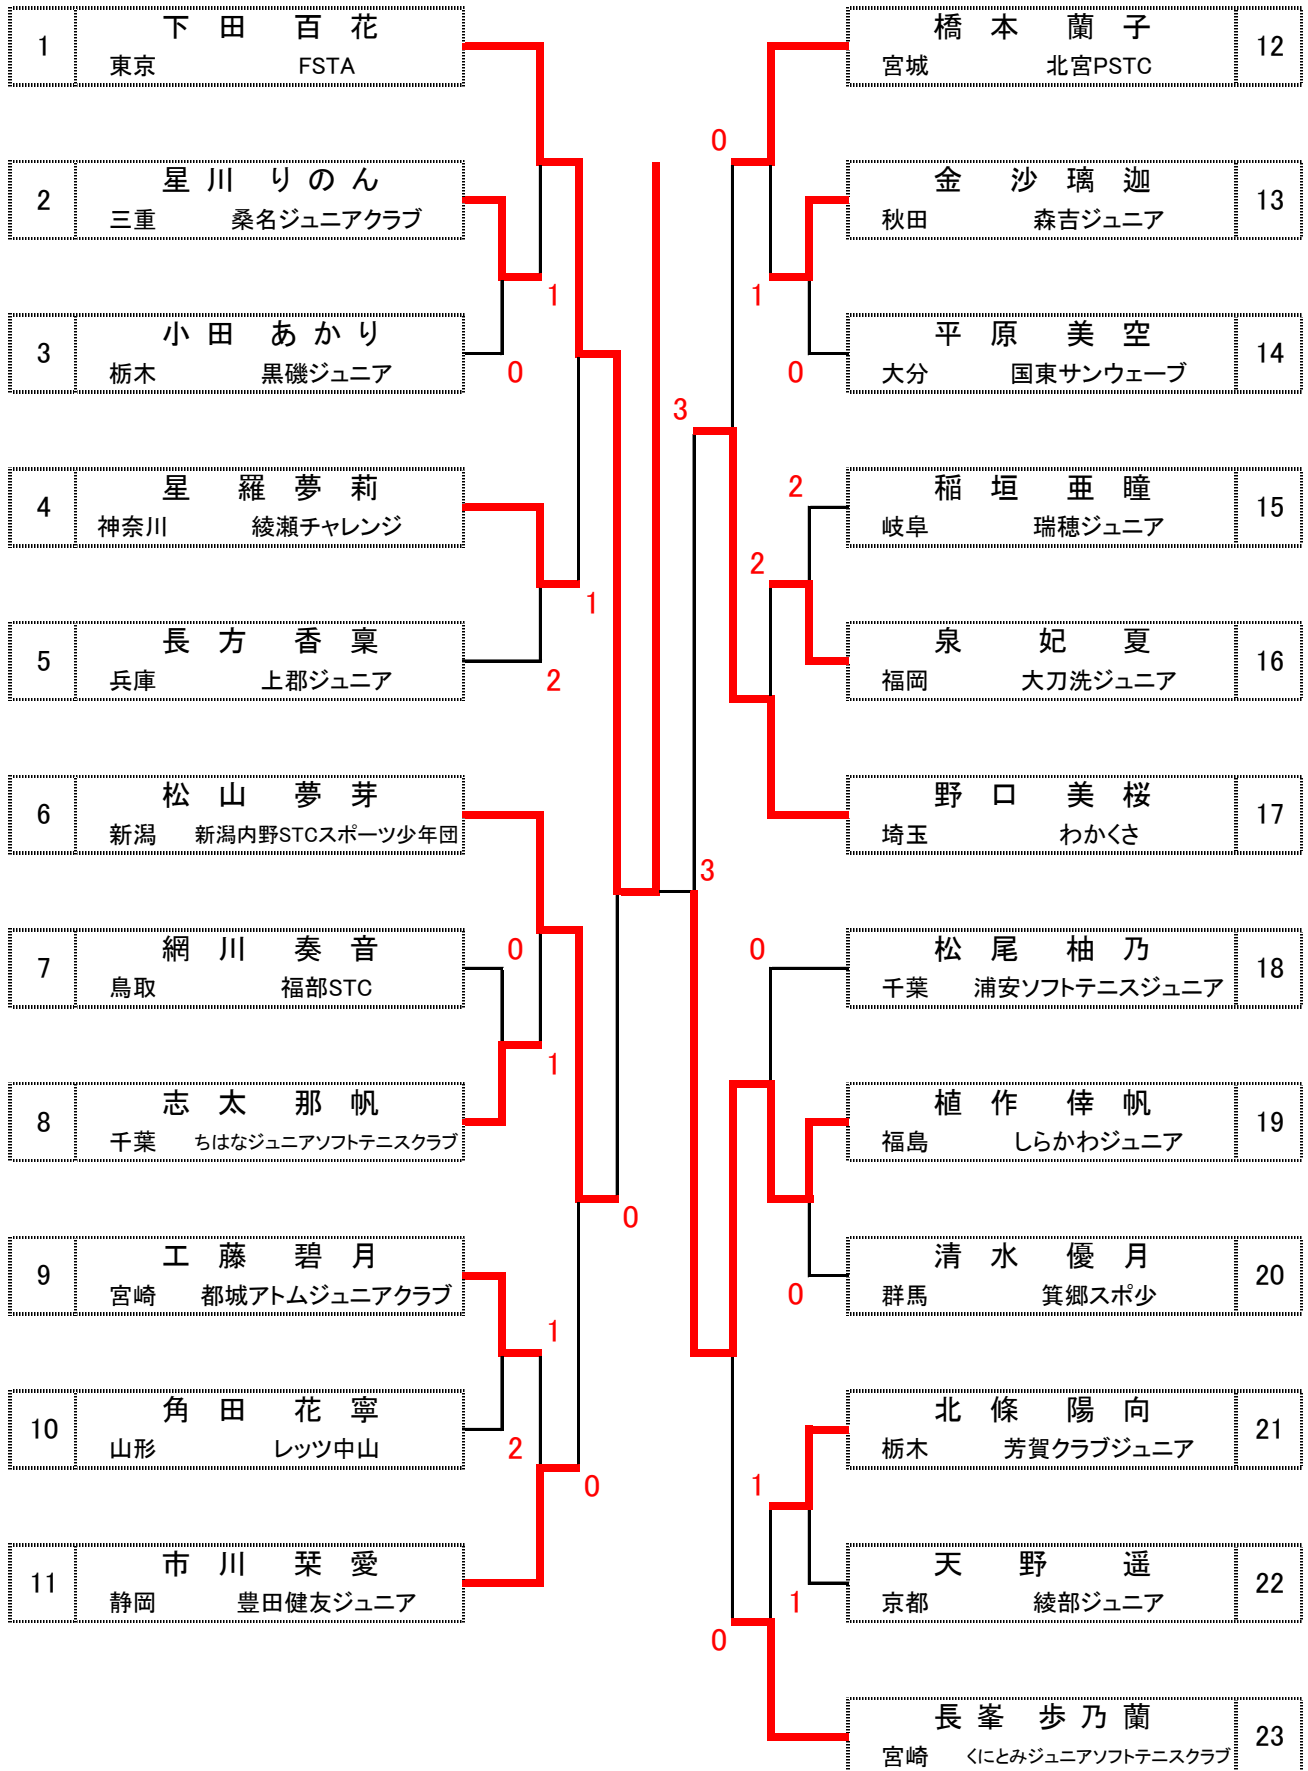 1
下田 百花
東京 FSTA
2
星川 りのん
三重 桑名ジュニアクラブ
1
3
小田 あかり
栃木 黒磯ジュニア
0
4
星 羅夢莉
神奈川 綾瀬チャレンジ
1
5
長方 香稟
兵庫 上郡ジュニア
2
6
松山 夢芽
新潟 新潟内野STCスポーツ少年団
7
網川 奏音
鳥取 福部STC
0
1
8
志太 那帆
千葉 ちはなジュニアソフトテニスクラブ
0
9
工藤 碧月
宮崎 都城アトムジュニアクラブ
1
10
角田 花寧
山形 レッツ中山
2
0
11
市川 栞愛
静岡 豊田健友ジュニア
橋本 蘭子
宮城 北宮PSTC
12
0
金 沙璃迦
秋田 森吉ジュニア
13
1
平原 美空
大分 国東サンウェーブ
14
0
3
稲垣 亜瞳
岐阜 瑞穂ジュニア
15
2
2
泉 妃夏
福岡 大刀洗ジュニア
16
野口 美桜
埼玉 わかくさ
17
3
松尾 柚乃
千葉 浦安ソフトテニスジュニア
18
0
植作 倖帆
福島 しらかわジュニア
19
清水 優月
群馬 箕郷スポ少
20
0
北條 陽向
栃木 芳賀クラブジュニア
21
1
天野 遥
京都 綾部ジュニア
22
1
0
長峯 歩乃蘭
宮崎 くにとみジュニアソフトテニスクラブ
23